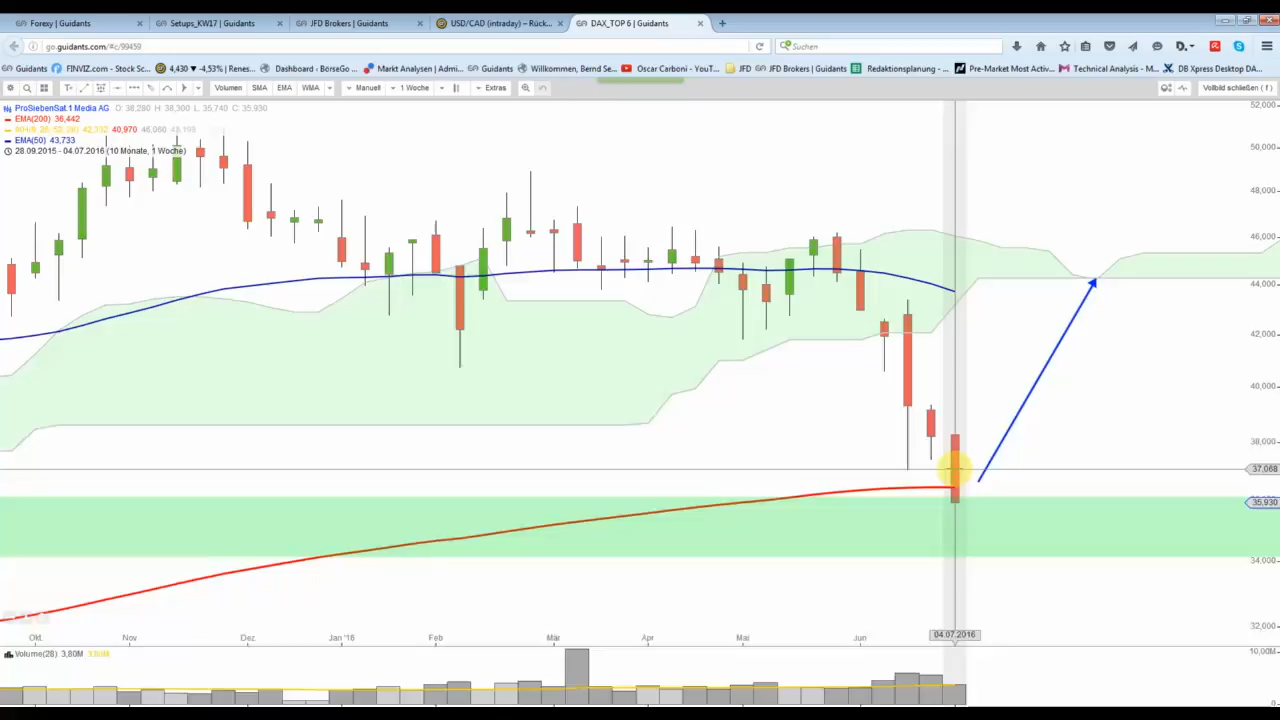 Forexy | Guidants × Setups_KW17 | Guidants × JFD Brokers | Guidants × USD/CAD (intraday) – Rück... × DAX_TOP 6 | Guidants ×
go.guidants.com/#c/99459 Suchen
Guidants FINVIZ.com - Stock Sc... 4,430 ▼ -4,53% | Renes... Dashboard ‹ BörseGo ... Markt Analysen | Admi... Guidants Willkommen, Bernd Se... Oscar Carboni - YouT... JFD JFD Brokers | Guidants Redaktionsplanung - ... Pre-Market Most Activ... Technical Analysis - M... DB Xpress Desktop DA...
Volumen SMA EMA WMA Manuell 1 Woche Extras Vollbild schließen ( f )
ProSiebenSat.1 Media AG O: 38,280 H: 38,300 L: 35,740 C: 35,930
EMA(200) 36,442
42,332 40,970 46,060
EMA(50) 43,733
28.09.2015 - 04.07.2016 (10 Monate, 1 Woche)
52,000
50,000
48,000
46,000
44,000
42,000
40,000
38,000
37,068
35,930
34,000
32,000
Okt. Nov Dez. Jan '16 Feb Mär Apr Mai Jun 04.07.2016
Volume(28) 3,80M
10,00M
0